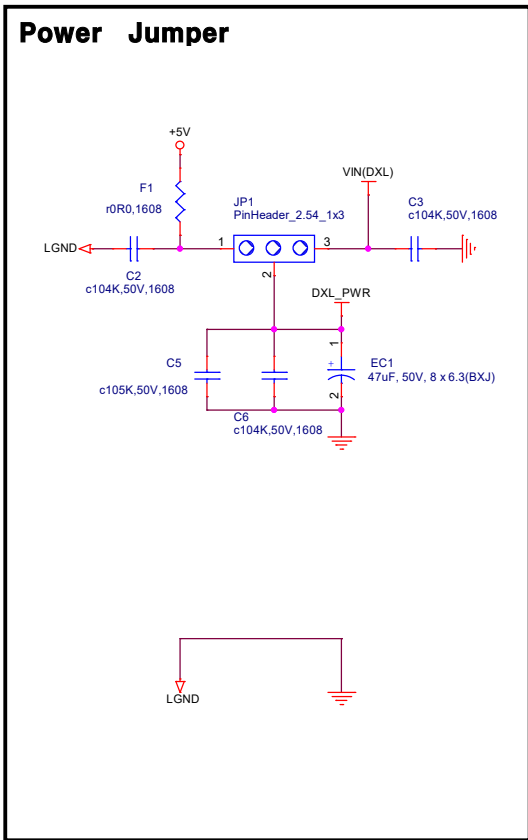 Power Jumper
+5V
VIN(DXL)
F1
r0R0,1608
JP1
PinHeader_2.54_1x3
C3
c104K,50V,1608
LGND
1
3
C2
c104K,50V,1608
2
DXL_PWR
1
C5
c105K,50V,1608
+
EC1
47uF, 50V, 8 x 6.3(BXJ)
2
C6
c104K,50V,1608
LGND